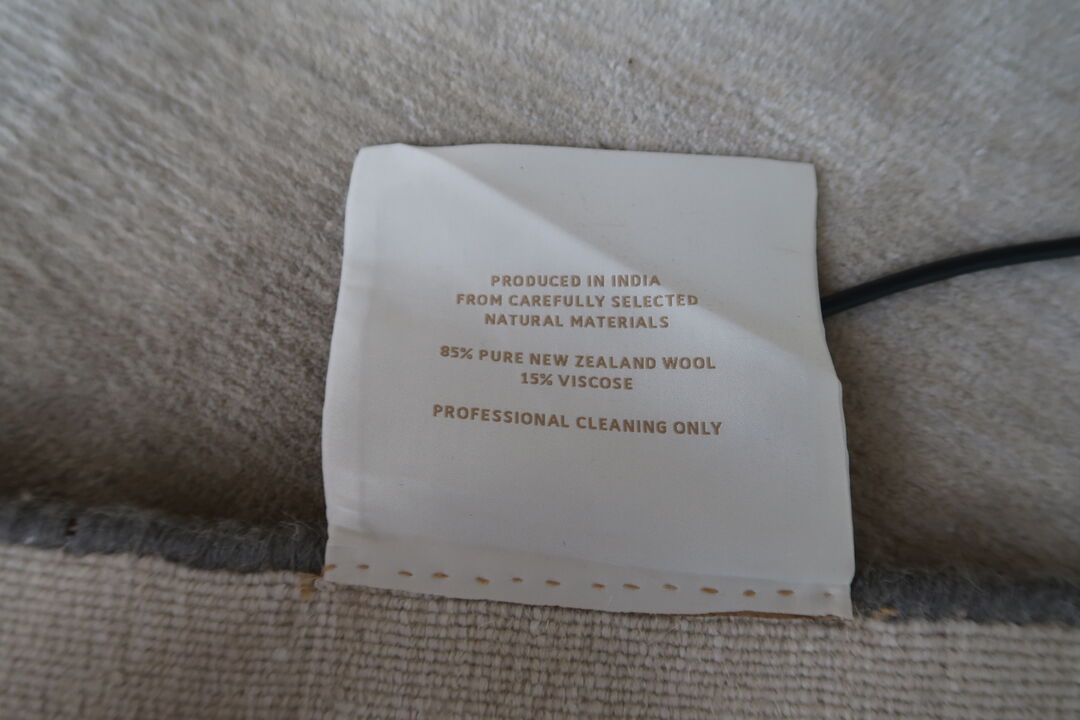 PRODUCED IN INDIA
FROM CAREFULLY SELECTED
NATURAL MATERIALS
85% PURE NEW ZEALAND WOOL
15% VISCOSE
PROFESSIONAL CLEANING ONLY